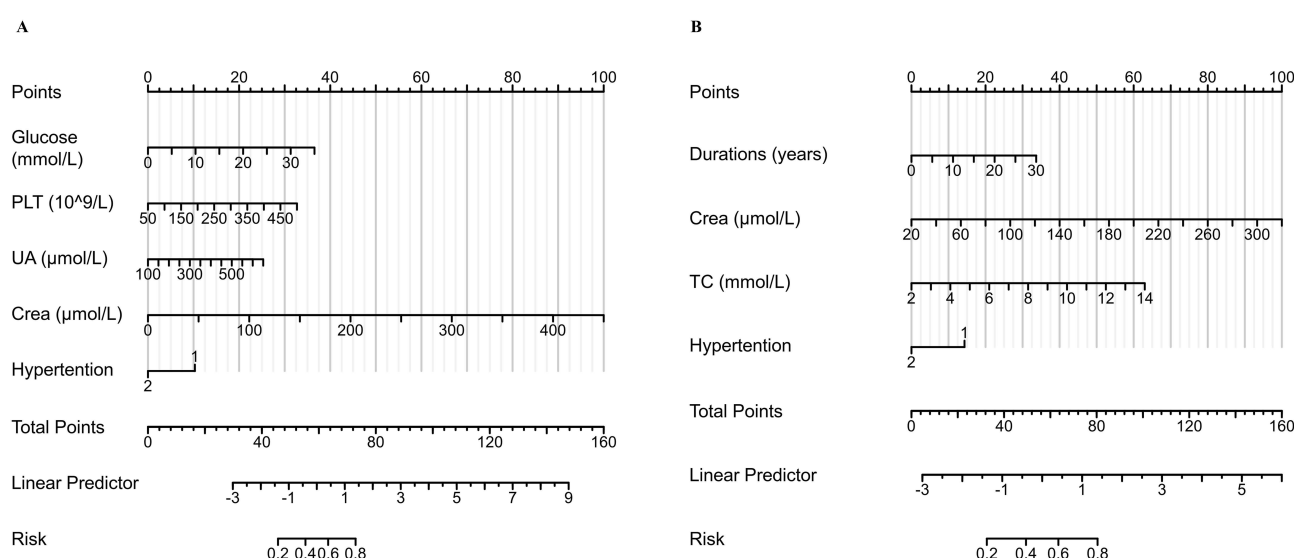 A
Points
0 20 40 60 80 100
Glucose
(mmol/L)
0 10 20 30
PLT (10^9/L)
50 150 250 350 450
UA (µmol/L)
100 300 500
Crea (µmol/L)
0 100 200 300 400
Hypertention
1
2
Total Points
0 40 80 120 160
Linear Predictor
-3 -1 1 3 5 7 9
Risk
0.2 0.4 0.6 0.8
B
Points
0 20 40 60 80 100
Durations (years)
0 10 20 30
Crea (µmol/L)
20 60 100 140 180 220 260 300
TC (mmol/L)
2 4 6 8 10 12 14
Hypertention
1
2
Total Points
0 40 80 120 160
Linear Predictor
-3 -1 1 3 5
Risk
0.2 0.4 0.6 0.8